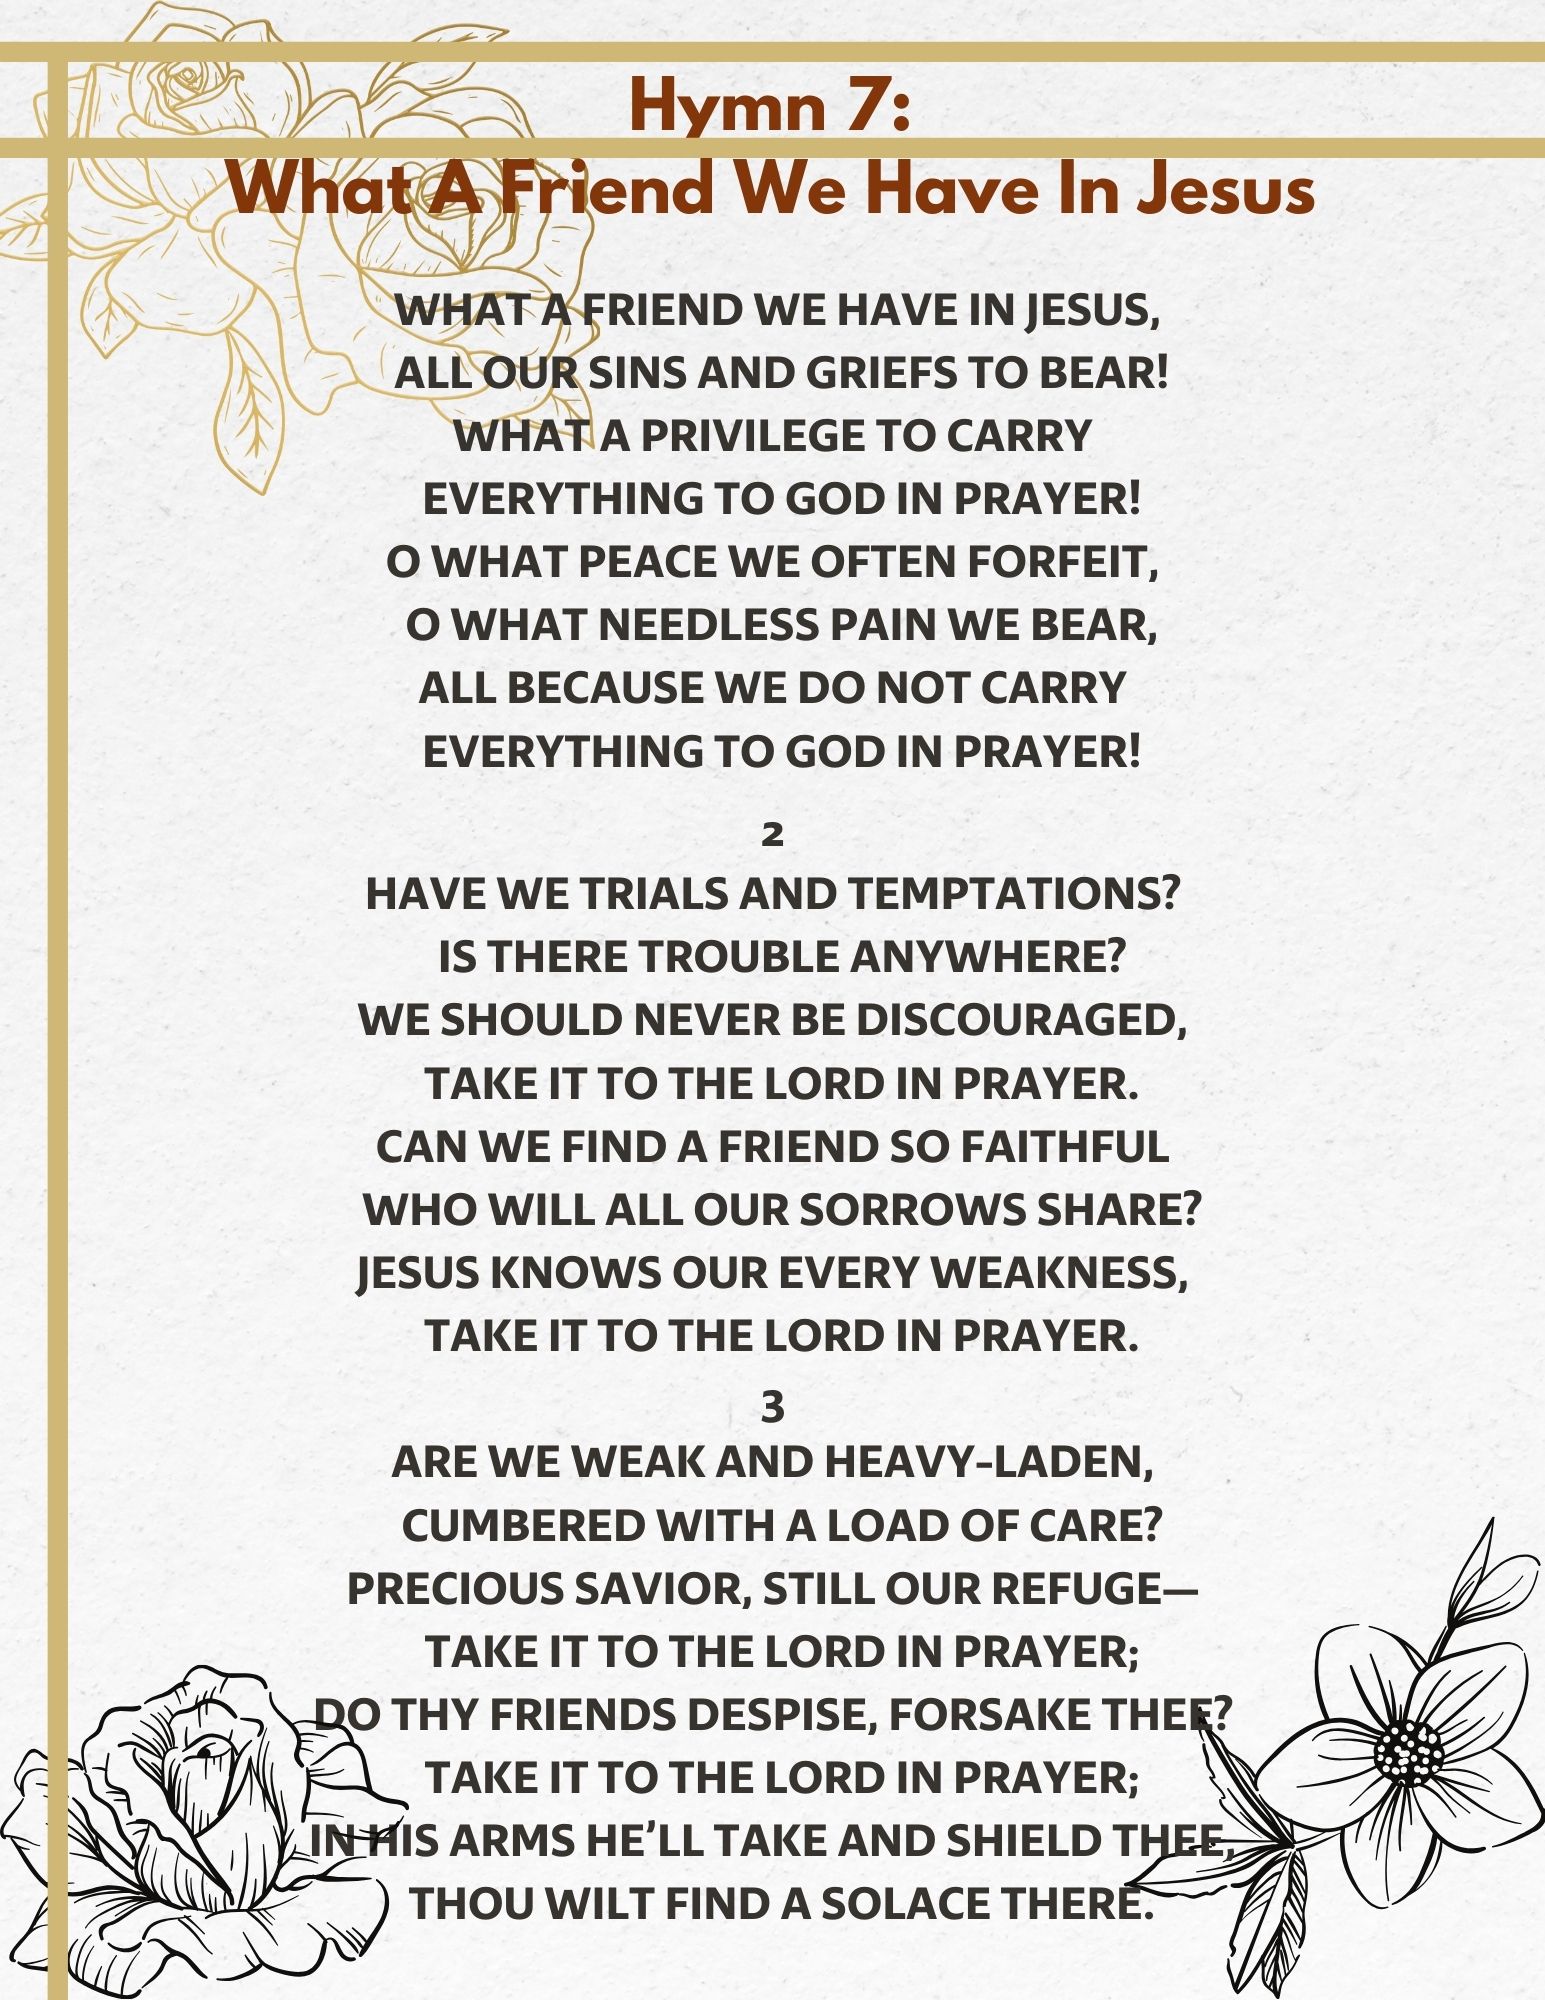 Hymn 7:
What A Friend We Have In Jesus
WHAT A FRIEND WE HAVE IN JESUS,
ALL OUR SINS AND GRIEFS TO BEAR!
WHAT A PRIVILEGE TO CARRY
EVERYTHING TO GOD IN PRAYER!
O WHAT PEACE WE OFTEN FORFEIT,
O WHAT NEEDLESS PAIN WE BEAR,
ALL BECAUSE WE DO NOT CARRY
EVERYTHING TO GOD IN PRAYER!
2
HAVE WE TRIALS AND TEMPTATIONS?
IS THERE TROUBLE ANYWHERE?
WE SHOULD NEVER BE DISCOURAGED,
TAKE IT TO THE LORD IN PRAYER.
CAN WE FIND A FRIEND SO FAITHFUL
WHO WILL ALL OUR SORROWS SHARE?
JESUS KNOWS OUR EVERY WEAKNESS,
TAKE IT TO THE LORD IN PRAYER.
3
ARE WE WEAK AND HEAVY-LADEN,
CUMBERED WITH A LOAD OF CARE?
PRECIOUS SAVIOR, STILL OUR REFUGE—
TAKE IT TO THE LORD IN PRAYER;
DO THY FRIENDS DESPISE, FORSAKE THEE?
TAKE IT TO THE LORD IN PRAYER;
IN HIS ARMS HE’LL TAKE AND SHIELD THEE,
THOU WILT FIND A SOLACE THERE.